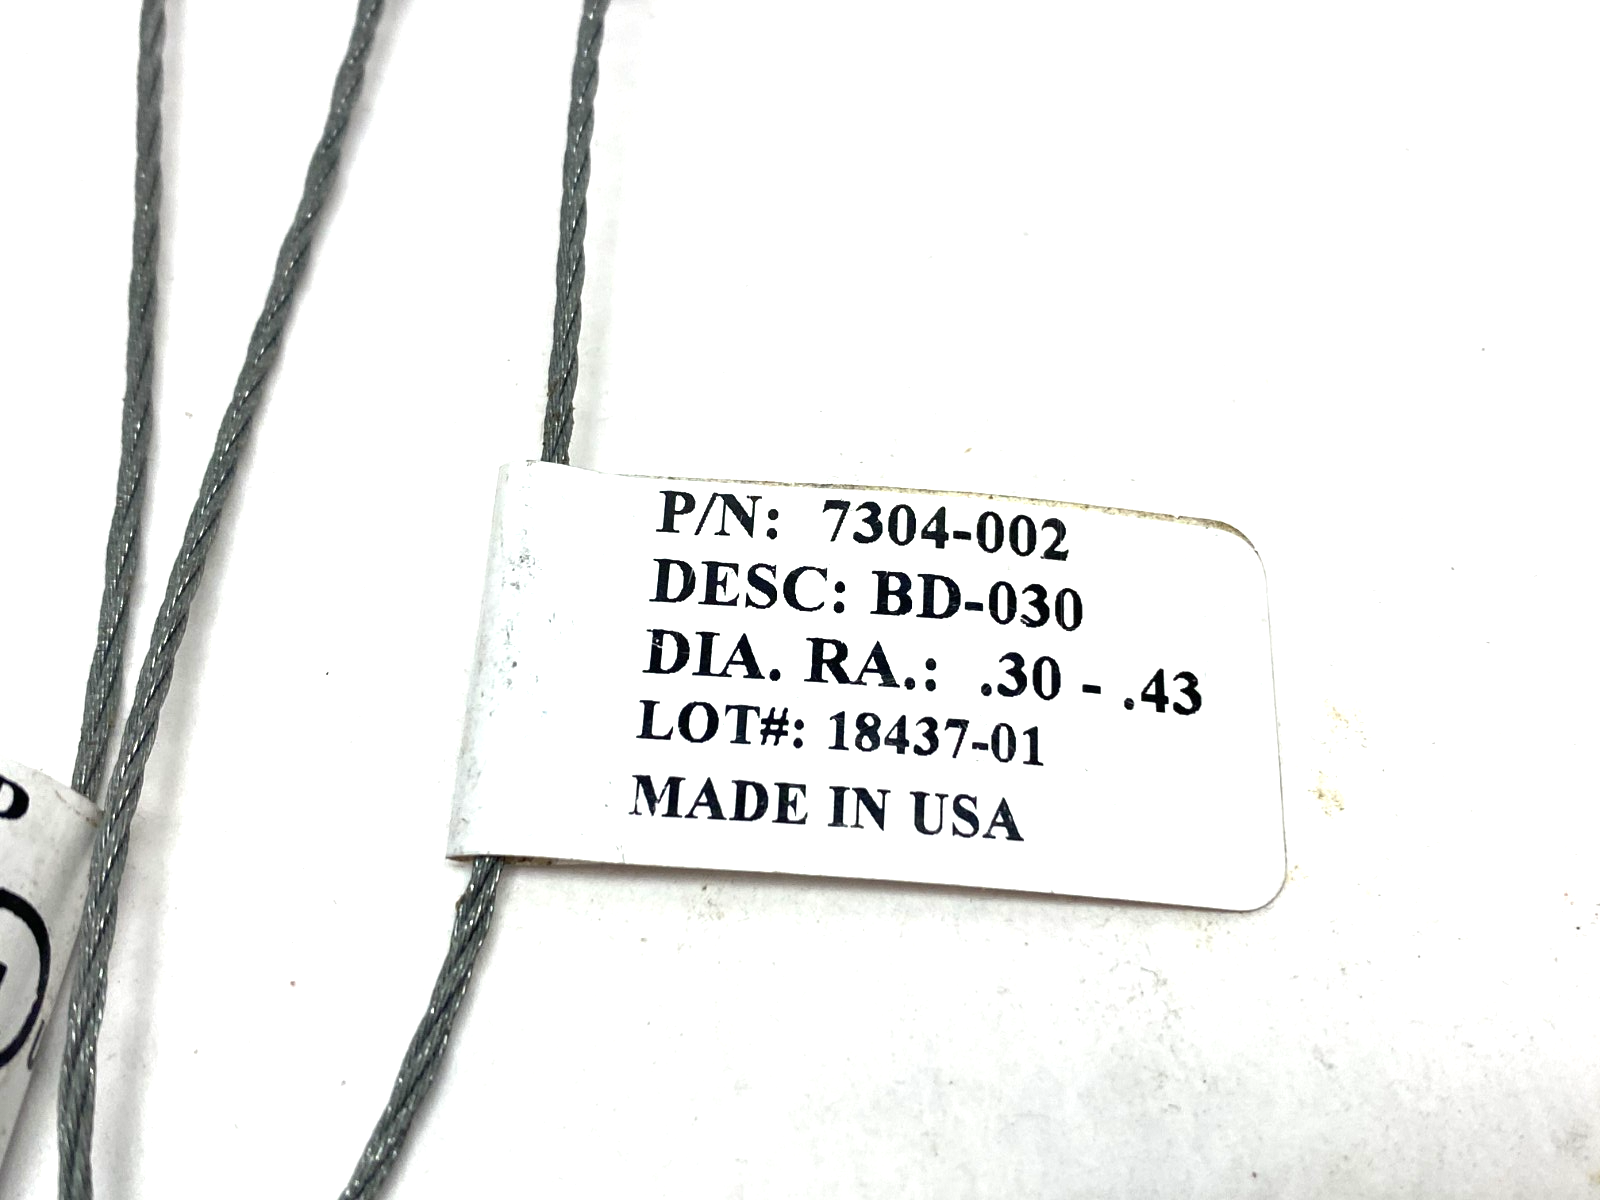 P/N: 7304-002
DESC: BD-030
DIA. RA.: .30 - .43
LOT#: 18437-01
MADE IN USA